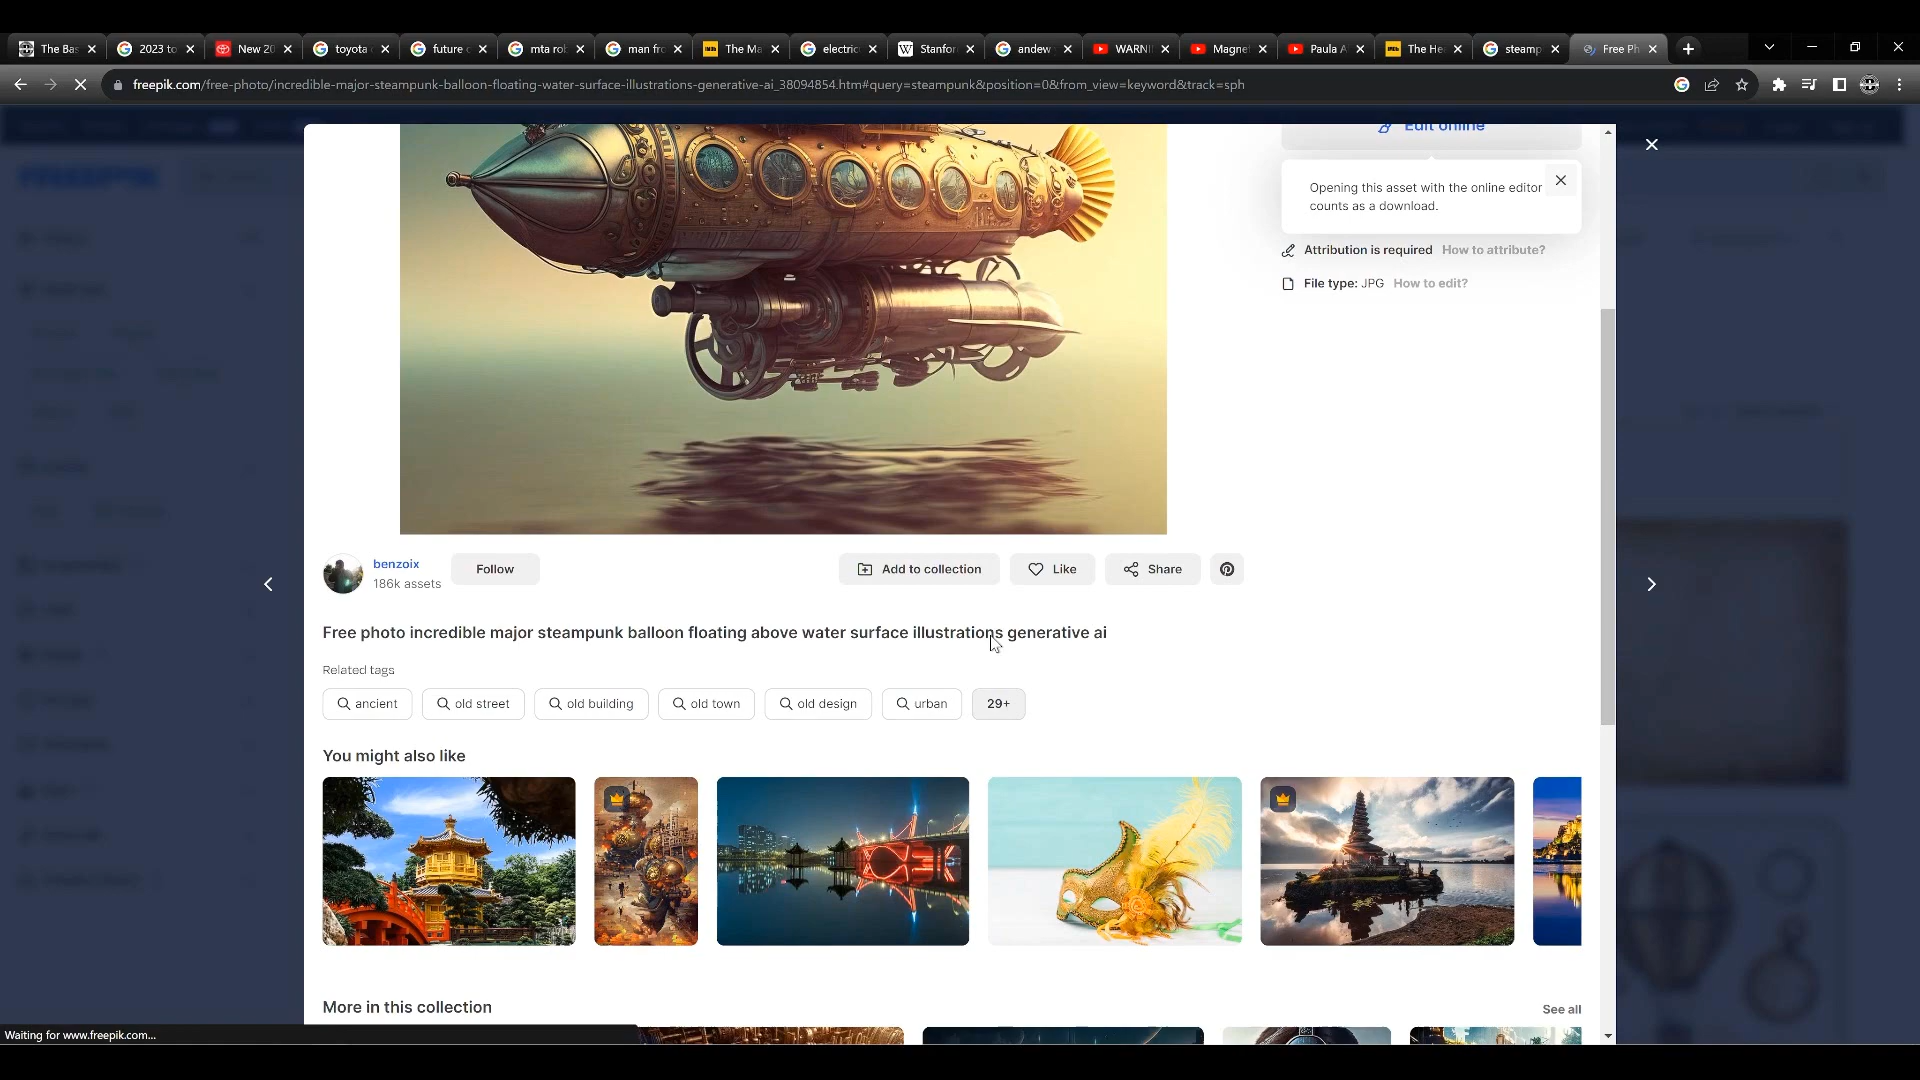 The Bas
2023 to
New 20
toyota
future c
mta rob
man fro
The Ma
electric
Stanfor
andew
WARNI
Magnet
Paula A
The He
steamp
Free Ph
freepik.com/free-photo/incredible-major-steampunk-balloon-floating-water-surface-illustrations-generative-ai_38094854.htm#query=steampunk&position=0&from_view=keyword&track=sph
FREEPIK
Edit online
Opening this asset with the online editor
counts as a download.
Attribution is required How to attribute?
File type: JPG How to edit?
benzoix
186k assets
Follow
Add to collection
Like
Share
Free photo incredible major steampunk balloon floating above water surface illustrations generative ai
Related tags
ancient
old street
old building
old town
old design
urban
29+
You might also like
More in this collection
See all
Waiting for www.freepik.com...